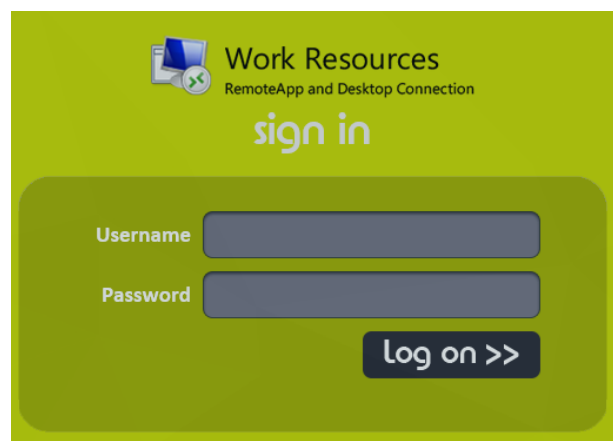 Work Resources
RemoteApp and Desktop Connection
sign in
Username
Password
Log on >>